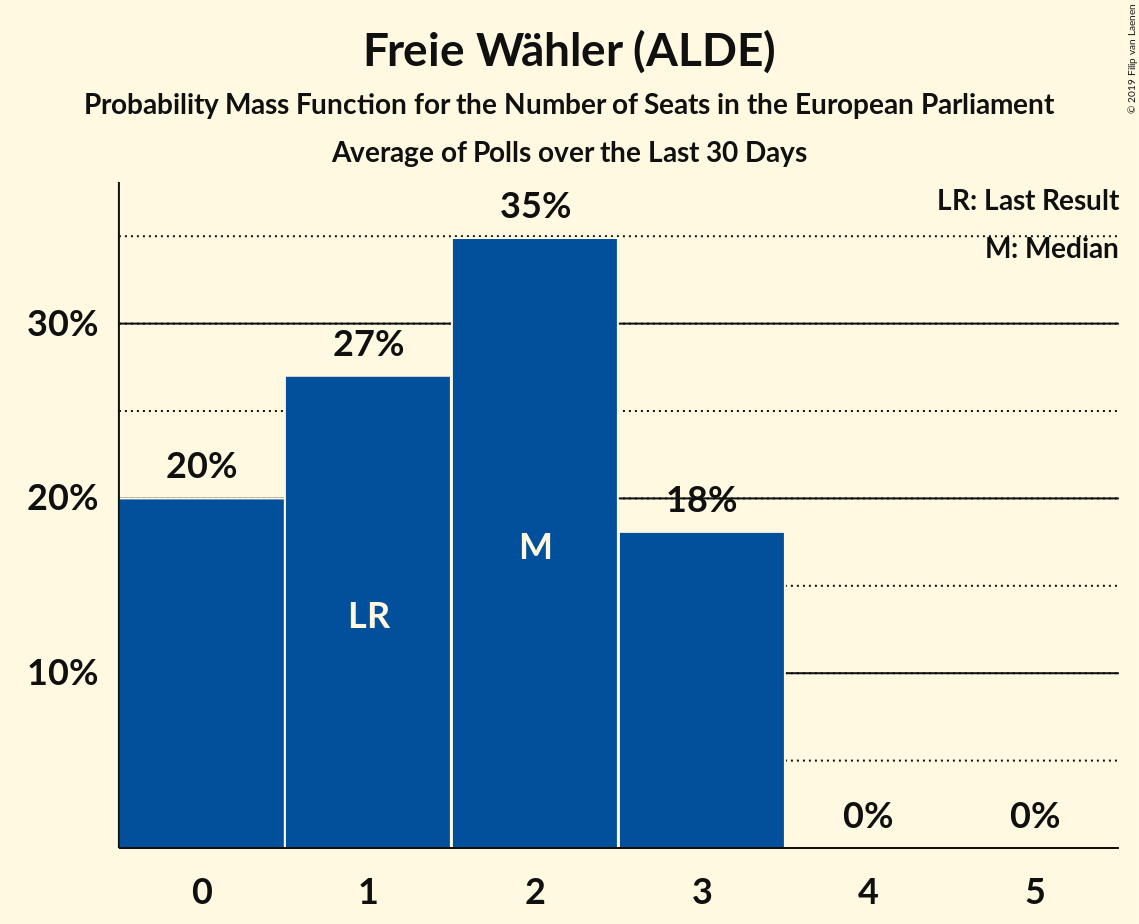 Freie Wähler (ALDE)
Probability Mass Function for the Number of Seats in the European Parliament
Average of Polls over the Last 30 Days
© 2019 Filip van Laenen
LR: Last Result
M: Median
35%
30%
27%
20%
20%
18%
M
LR
10%
0%
0%
0
1
2
3
4
5